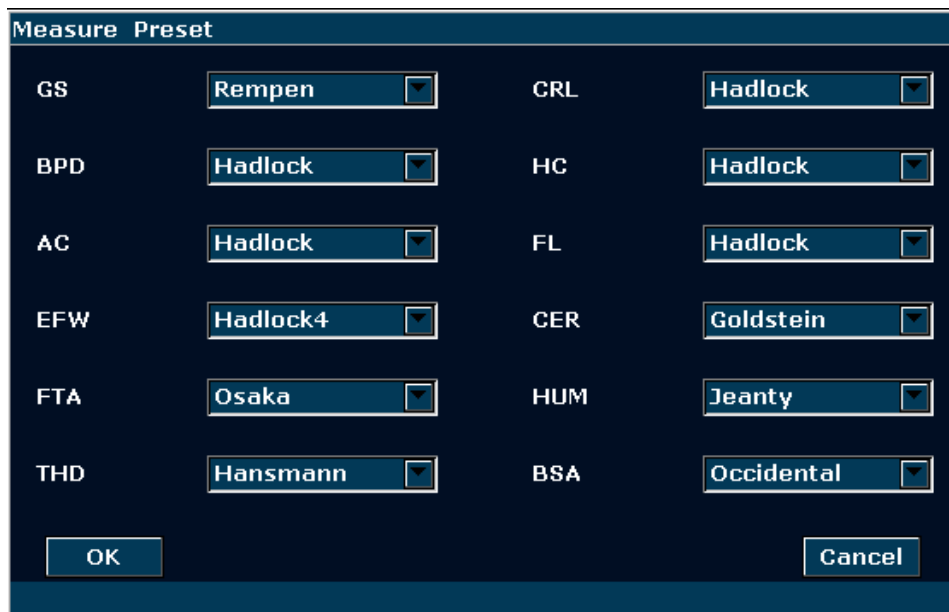 Measure Preset
GS Rempen CRL Hadlock
BPD Hadlock HC Hadlock
AC Hadlock FL Hadlock
EFW Hadlock4 CER Goldstein
FTA Osaka HUM Jeanty
THD Hansmann BSA Occidental
OK Cancel